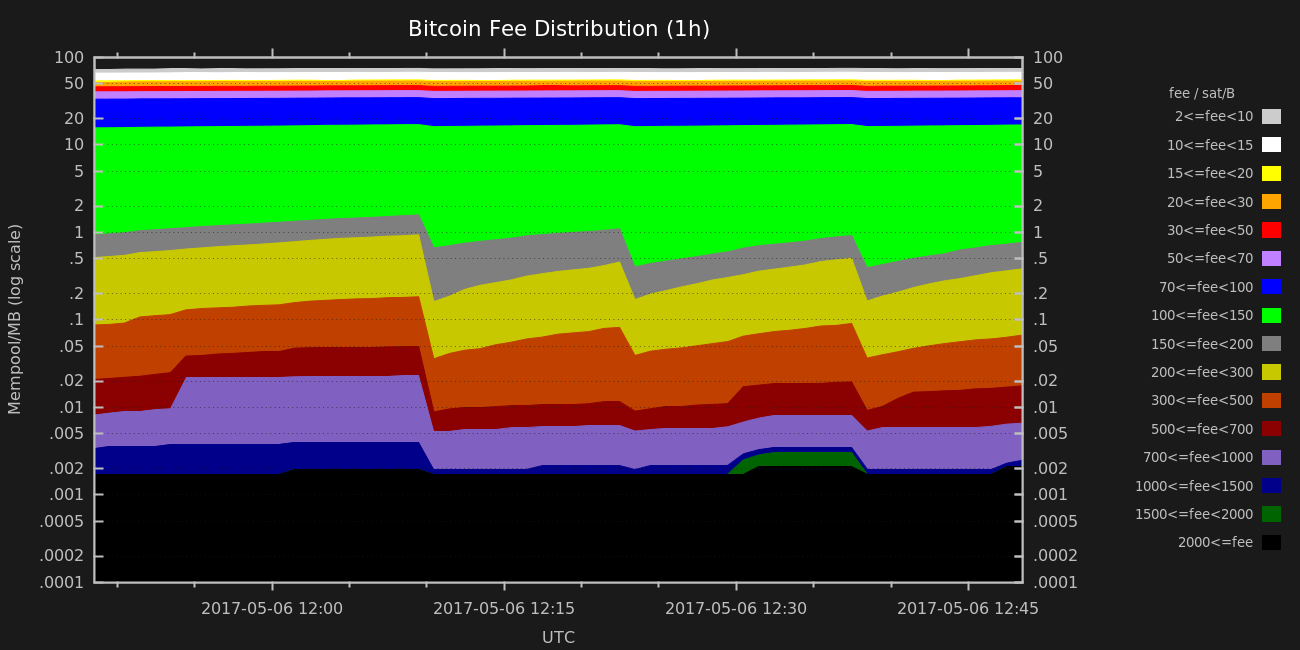 Bitcoin Fee Distribution (1h)
Mempool/MB (log scale)
100
50
20
10
5
2
1
.5
.2
.1
.05
.02
.01
.005
.002
.001
.0005
.0002
.0001
100
50
20
10
5
2
1
.5
.2
.1
.05
.02
.01
.005
.002
.001
.0005
.0002
.0001
2017-05-06 12:00
2017-05-06 12:15
2017-05-06 12:30
2017-05-06 12:45
UTC
fee / sat/B
2<=fee<10
10<=fee<15
15<=fee<20
20<=fee<30
30<=fee<50
50<=fee<70
70<=fee<100
100<=fee<150
150<=fee<200
200<=fee<300
300<=fee<500
500<=fee<700
700<=fee<1000
1000<=fee<1500
1500<=fee<2000
2000<=fee